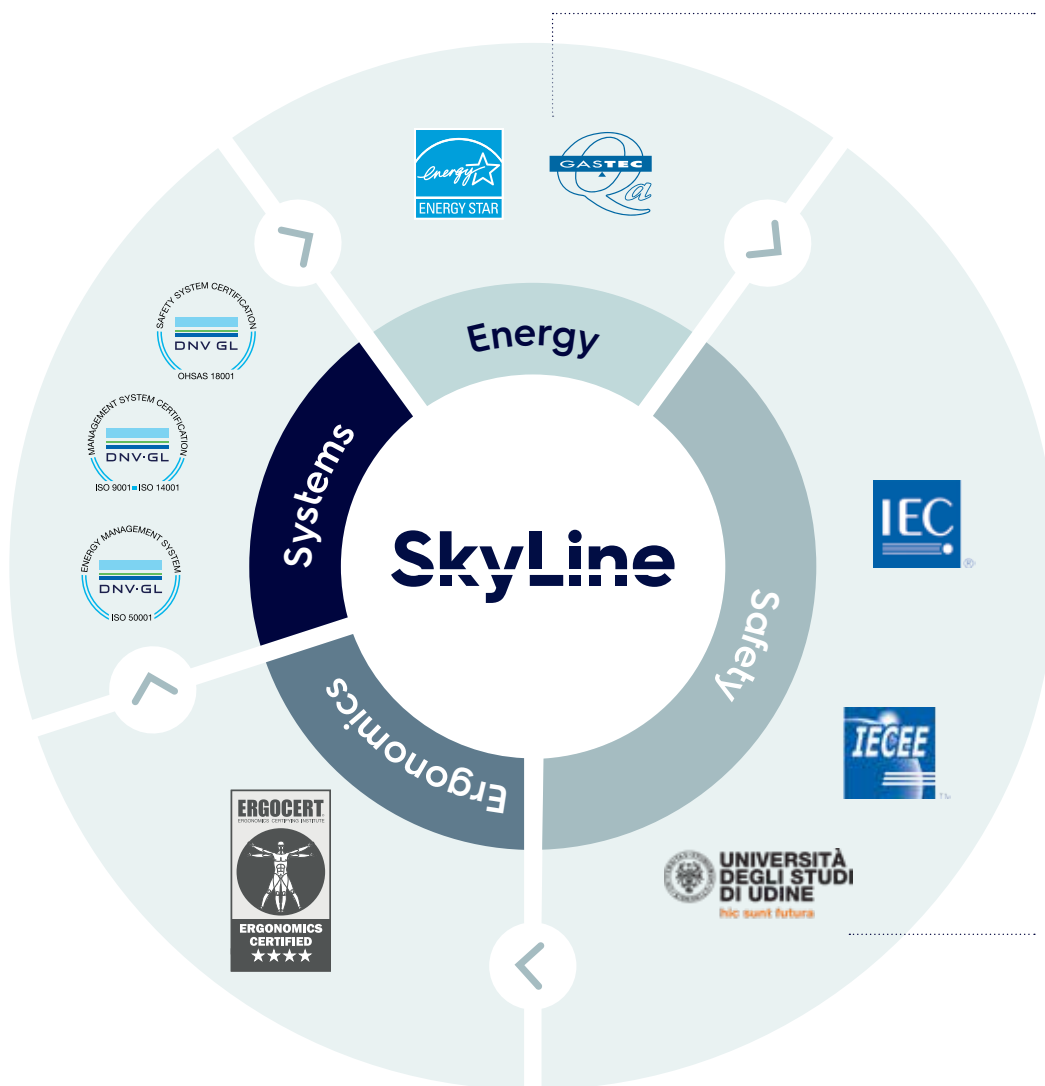 energy
ENERGY STAR
GASTEC
Qa
Energy
SAFETY SYSTEM CERTIFICATION
DNV GL
OHSAS 18001
MANAGEMENT SYSTEM CERTIFICATION
DNV·GL
ISO 9001 ISO 14001
ENERGY MANAGEMENT SYSTEM
DNV·GL
ISO 50001
Systems
SkyLine
Safety
Ergonomics
IEC
®
IECEE
TM
ERGOCERT
ERGONOMICS CERTIFYING INSTITUTE
ERGONOMICS
CERTIFIED
UNIVERSITÀ
DEGLI STUDI
DI UDINE
hic sunt futura